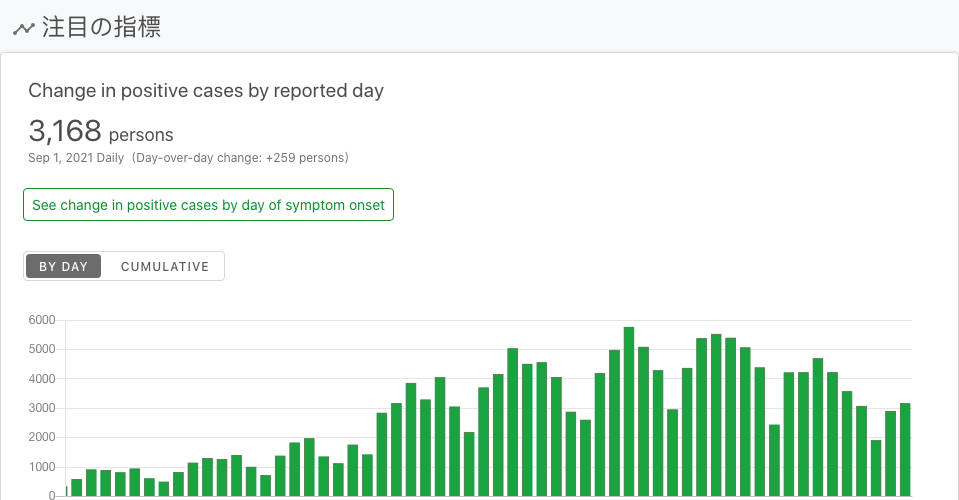 注目の指標
Change in positive cases by reported day
3,168 persons
Sep 1, 2021 Daily (Day-over-day change: +259 persons)
See change in positive cases by day of symptom onset
BY DAY CUMULATIVE
6000
5000
4000
3000
2000
1000
0